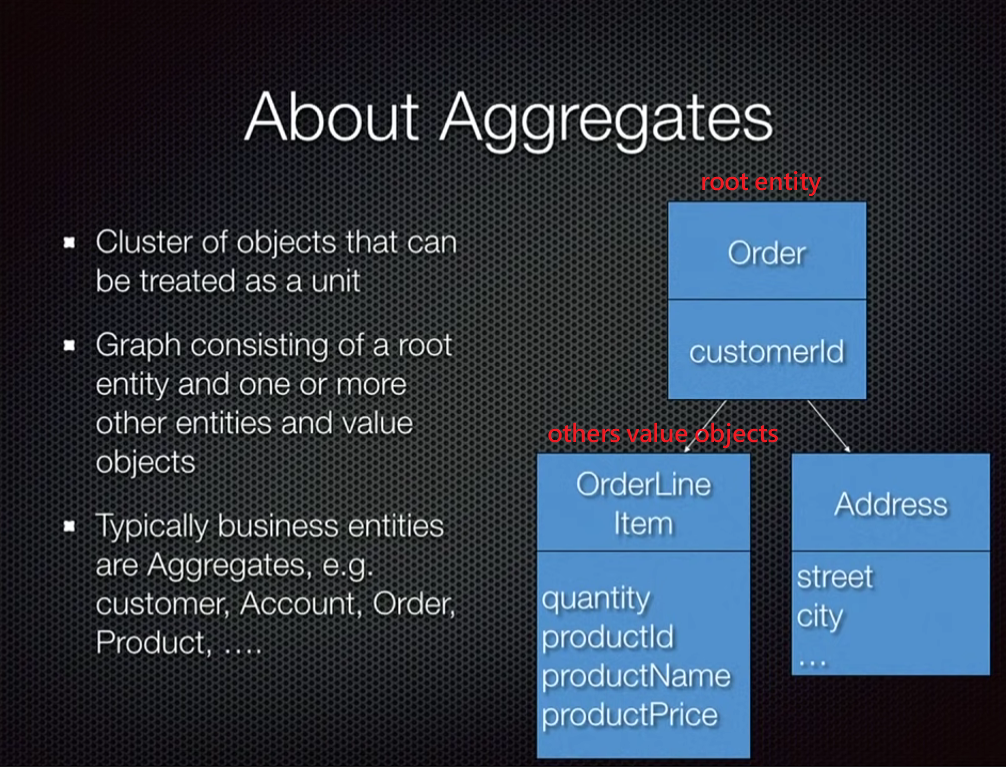 About Aggregates
Cluster of objects that can
be treated as a unit
Graph consisting of a root
entity and one or more
other entities and value
objects
Typically business entities
are Aggregates, e.g.
customer, Account, Order,
Product, ….
root entity
Order
customerId
others value objects
OrderLine
Item
quantity
productId
productName
productPrice
Address
street
city
...